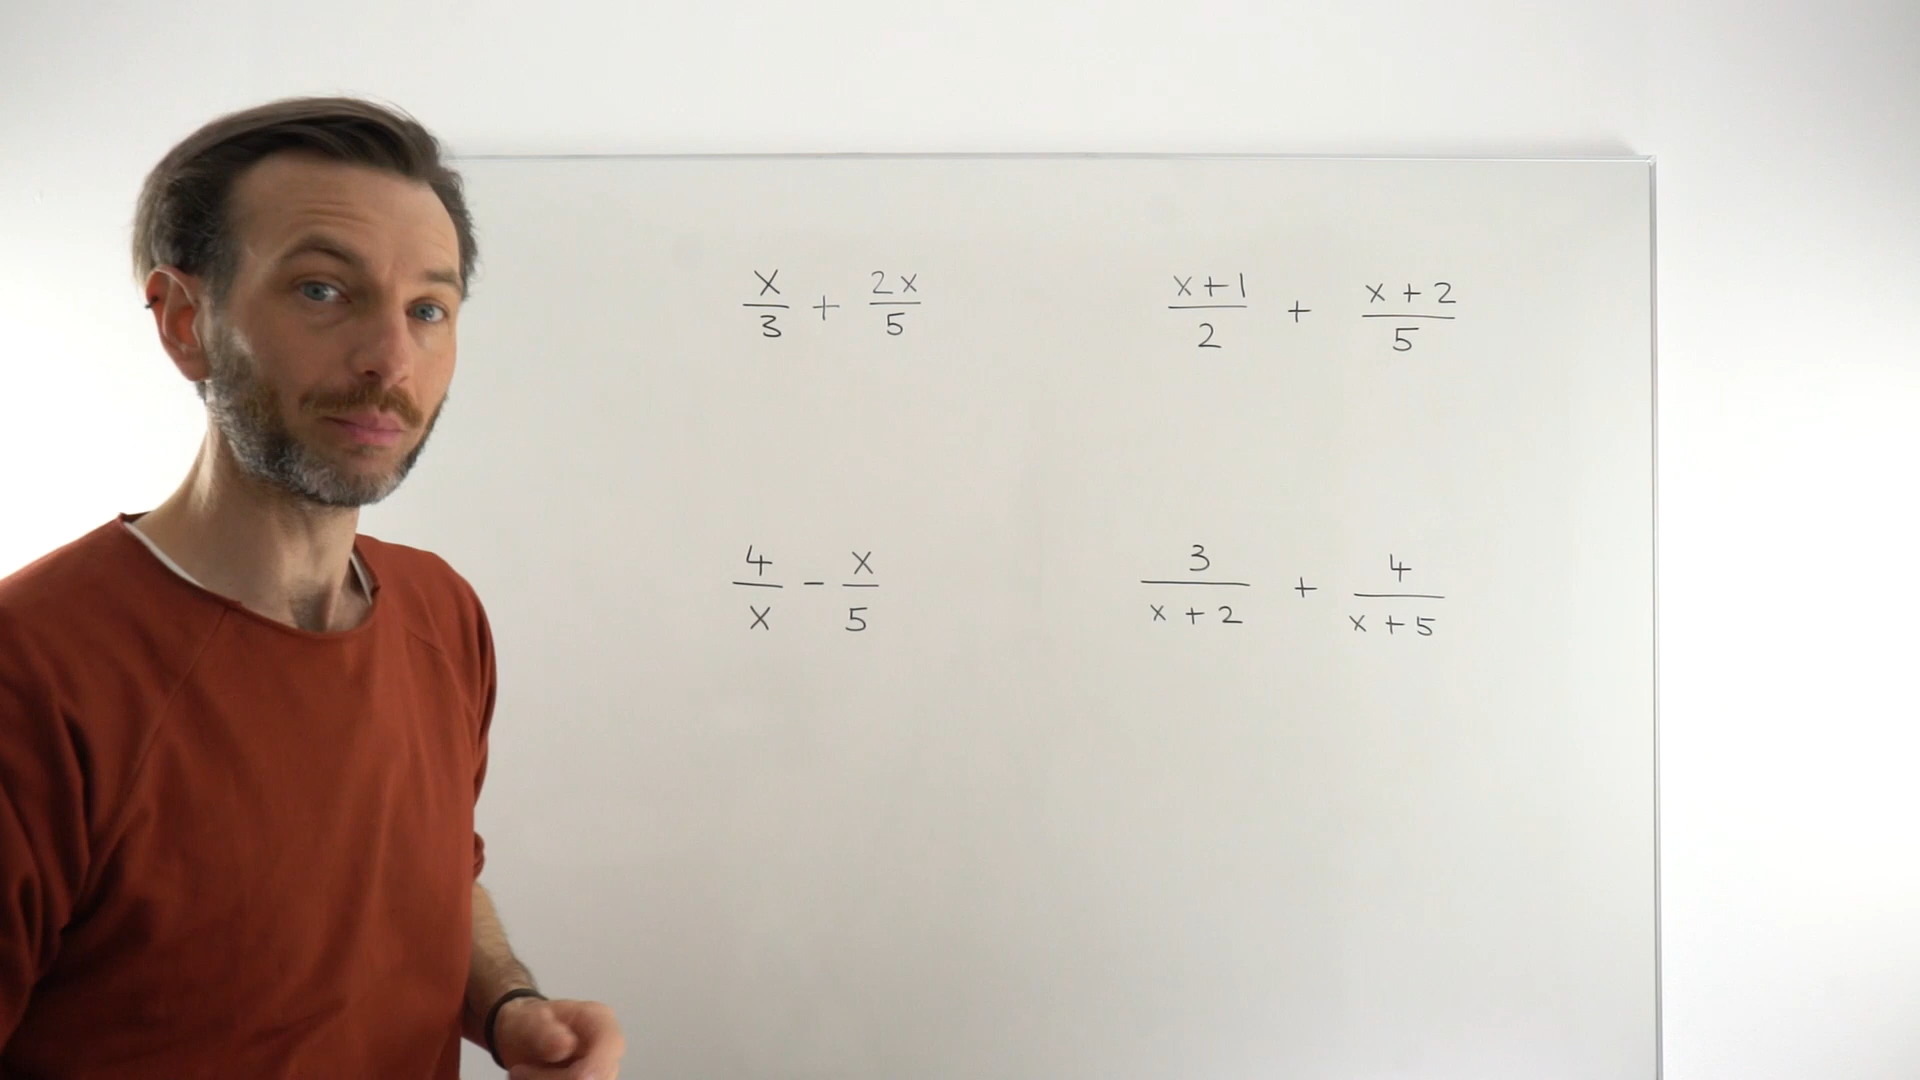 x/3 + 2x/5
x+1/2 + x+2/5
4/x - x/5
3/x+2 + 4/x+5